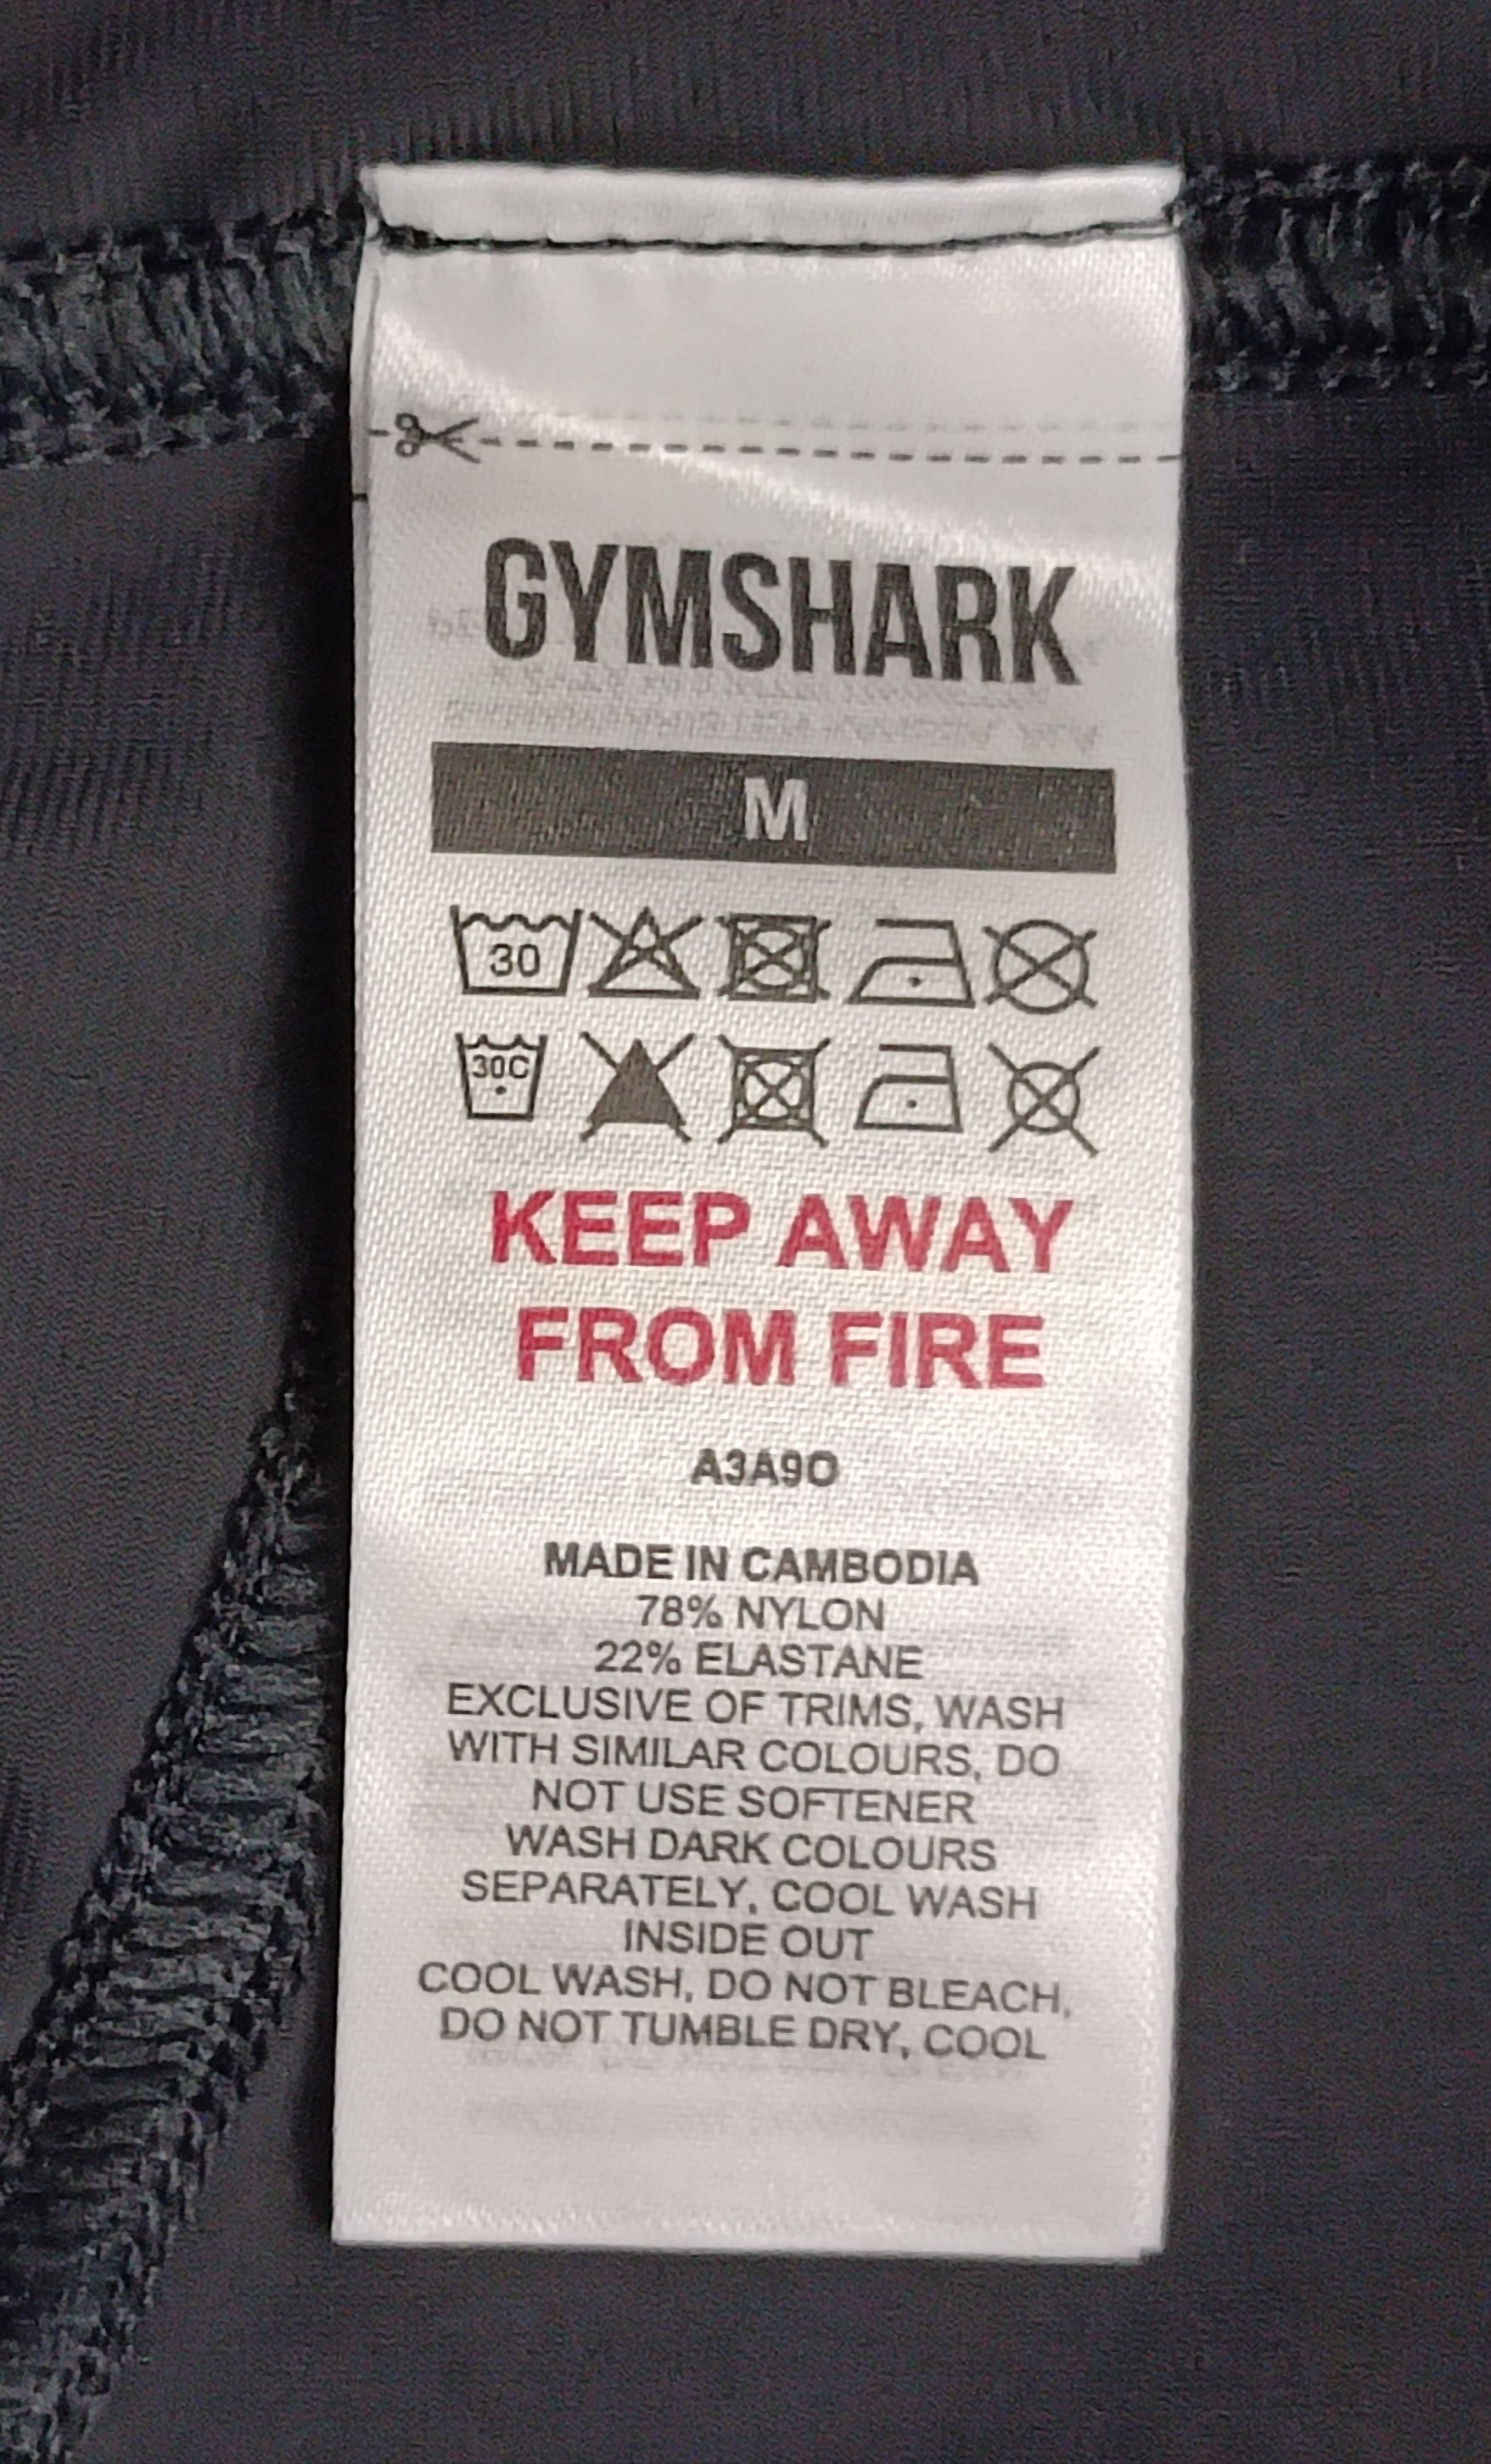 GYMSHARK
M
30
30C
KEEP AWAY
FROM FIRE
A3A9O
MADE IN CAMBODIA
78% NYLON
22% ELASTANE
EXCLUSIVE OF TRIMS, WASH
WITH SIMILAR COLOURS, DO
NOT USE SOFTENER
WASH DARK COLOURS
SEPARATELY, COOL WASH
INSIDE OUT
COOL WASH, DO NOT BLEACH,
DO NOT TUMBLE DRY, COOL